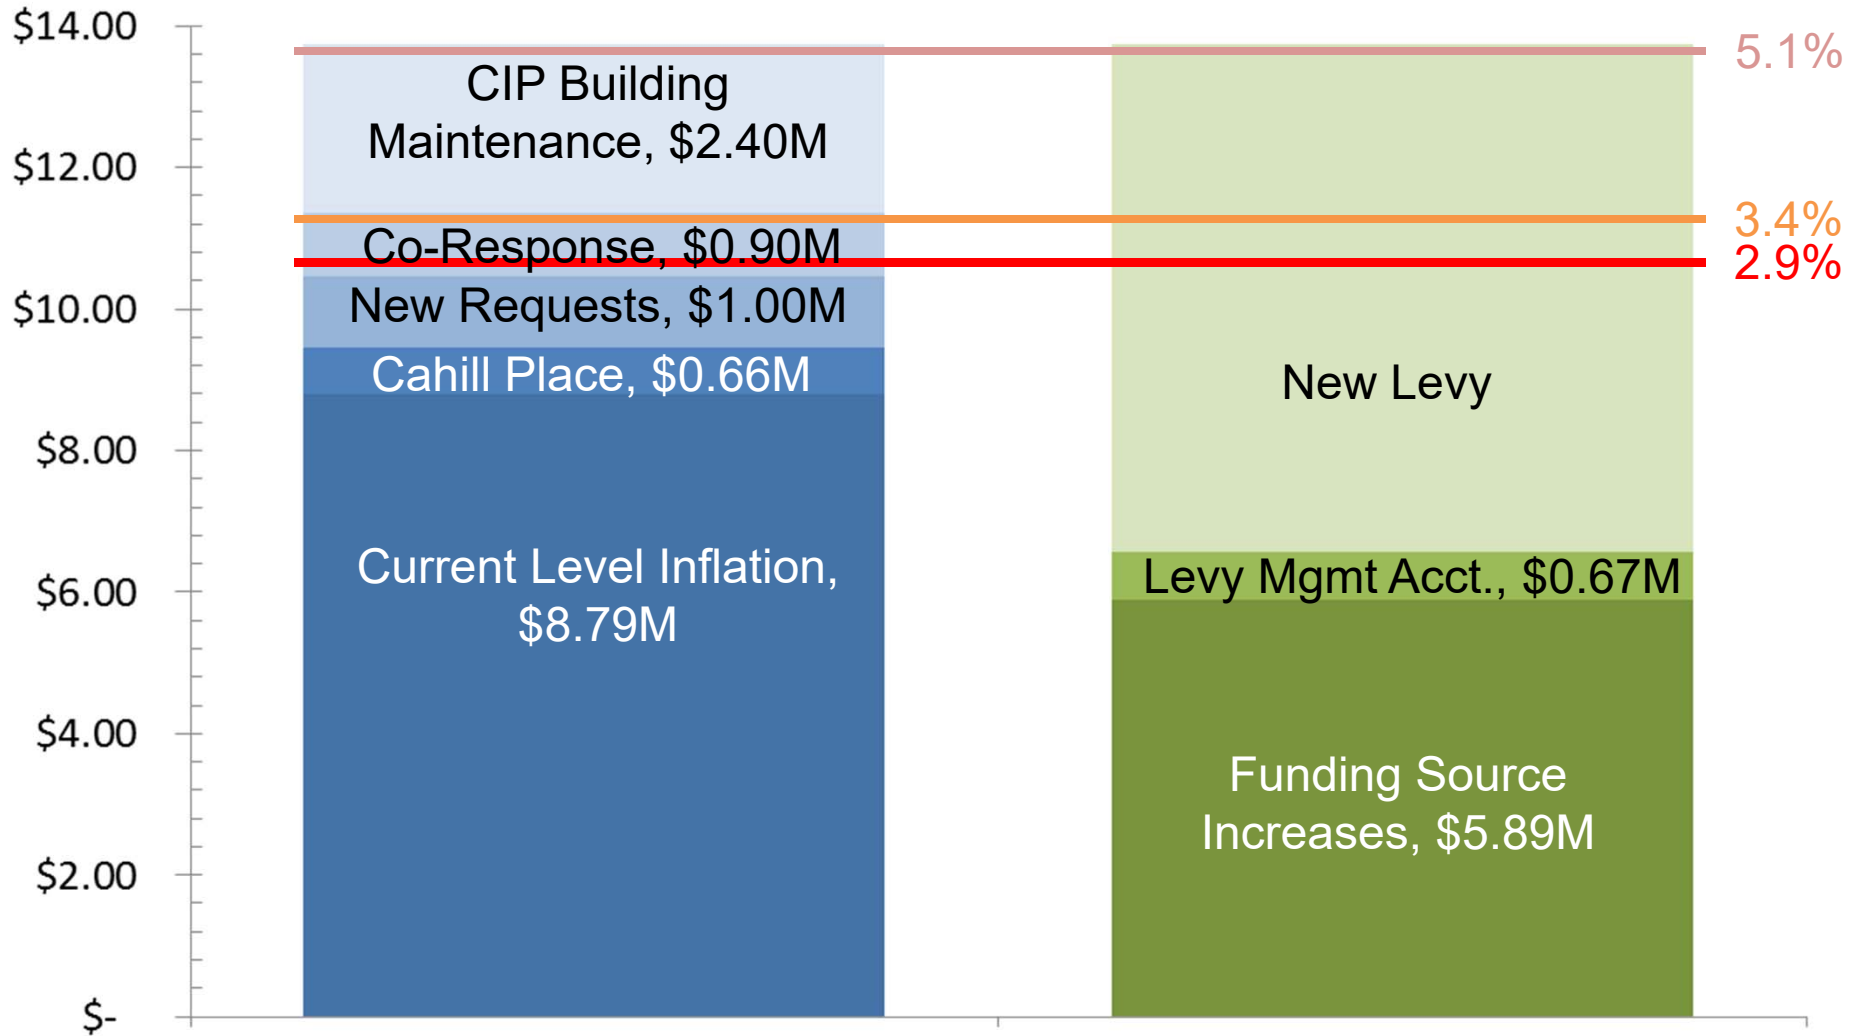 $14.00
$12.00
$10.00
$8.00
$6.00
$4.00
$2.00
$-
CIP Building
Maintenance, $2.40M
Co-Response, $0.90M
New Requests, $1.00M
Cahill Place, $0.66M
Current Level Inflation,
$8.79M
New Levy
Levy Mgmt Acct., $0.67M
Funding Source
Increases, $5.89M
5.1%
3.4%
2.9%